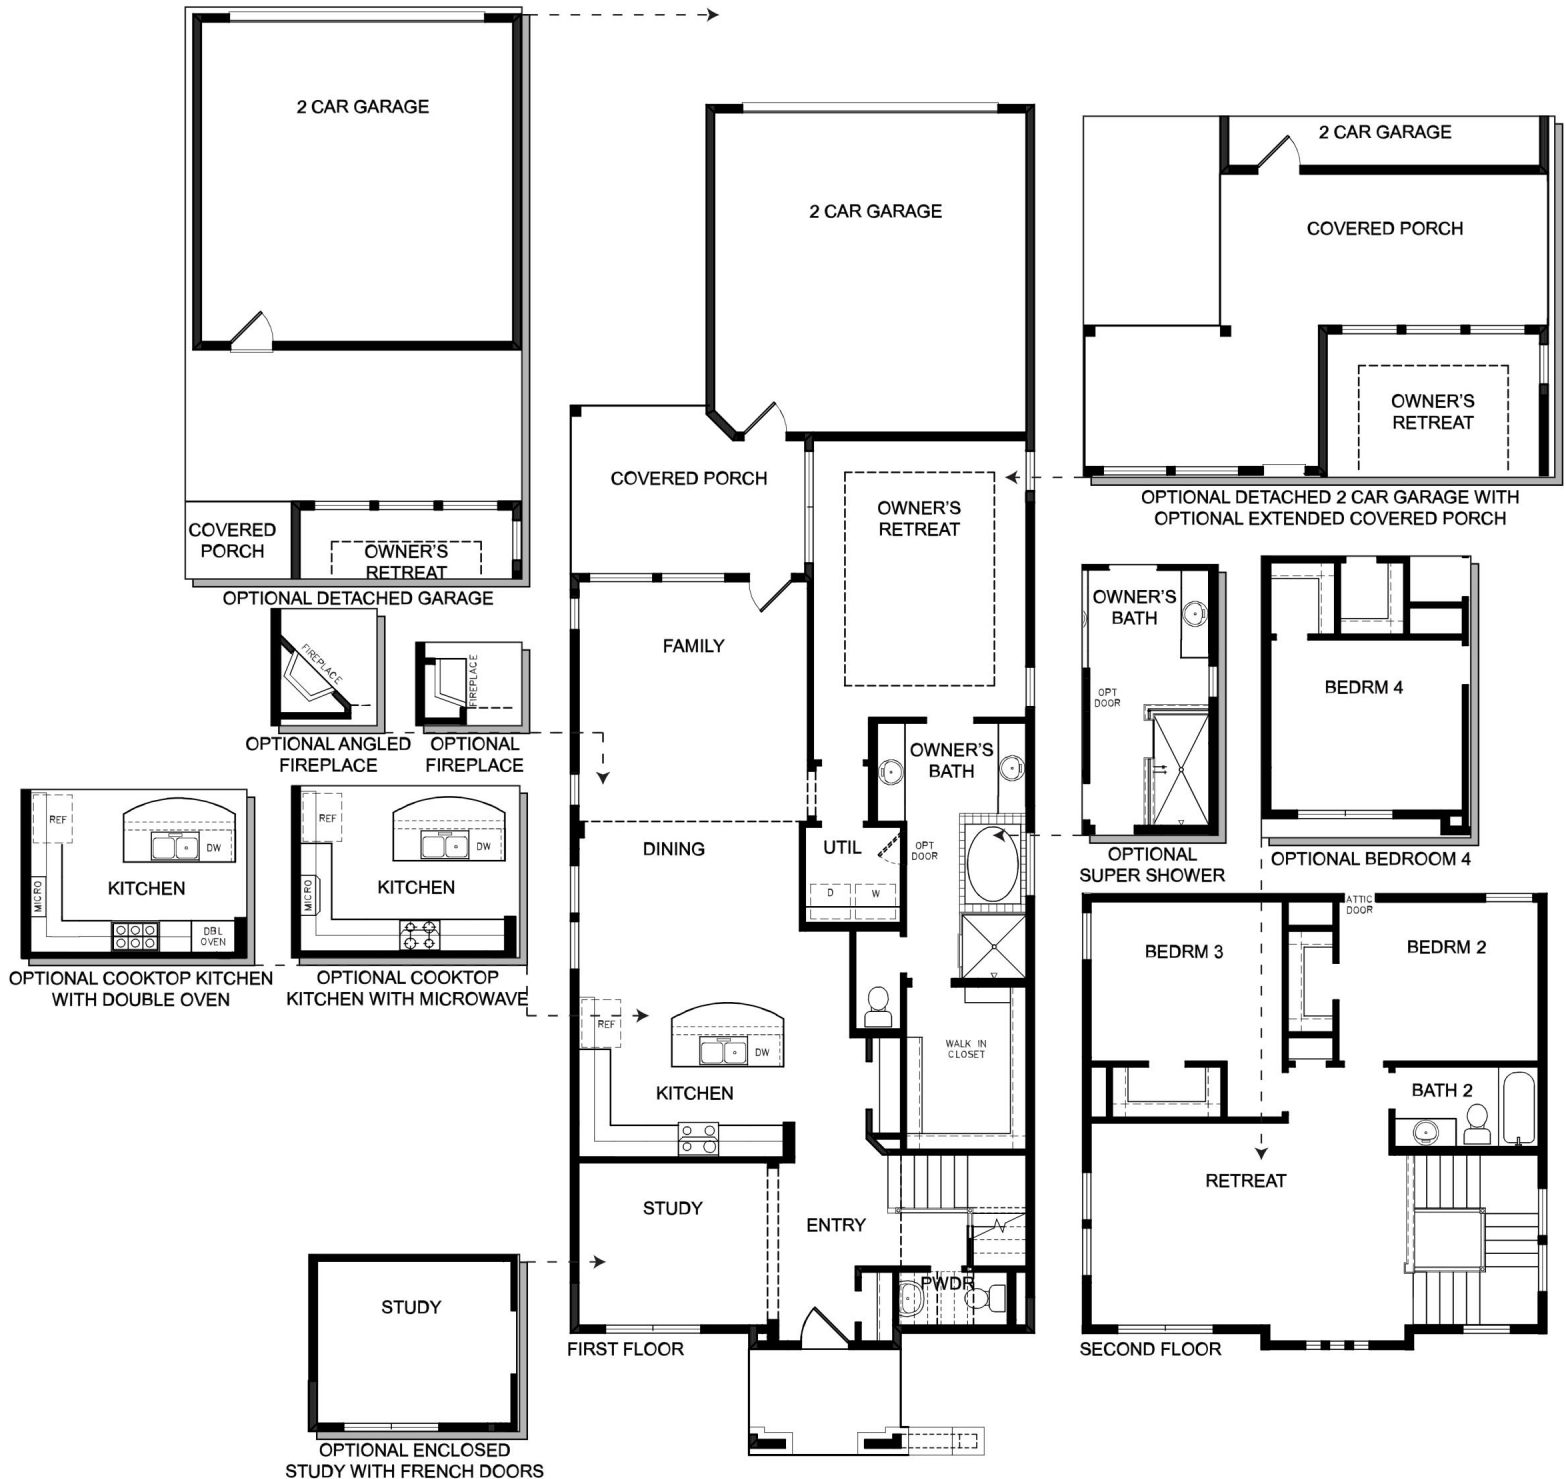 2 CAR GARAGE
COVERED
PORCH
OWNER'S
RETREAT
OPTIONAL DETACHED GARAGE
2 CAR GARAGE
COVERED PORCH
OWNER'S
RETREAT
2 CAR GARAGE
COVERED PORCH
OWNER'S
RETREAT
OPTIONAL DETACHED 2 CAR GARAGE WITH
OPTIONAL EXTENDED COVERED PORCH
FIREPLACE
OPTIONAL ANGLED
FIREPLACE
FIREPLACE
OPTIONAL
FIREPLACE
FAMILY
OWNER'S
BATH
OPT
DOOR
OPTIONAL
SUPER SHOWER
BEDRM 4
OPTIONAL BEDROOM 4
REF
DW
KITCHEN
MICRO
DBL
OVEN
OPTIONAL COOKTOP KITCHEN
WITH DOUBLE OVEN
REF
DW
KITCHEN
MICRO
OPTIONAL COOKTOP
KITCHEN WITH MICROWAVE
OWNER'S
BATH
DINING
UTIL
OPT
DOOR
D
W
REF
DW
KITCHEN
WALK IN
CLOSET
STUDY
ENTRY
PWDR
FIRST FLOOR
ATTIC
DOOR
BEDRM 3
BEDRM 2
BATH 2
RETREAT
SECOND FLOOR
STUDY
OPTIONAL ENCLOSED
STUDY WITH FRENCH DOORS